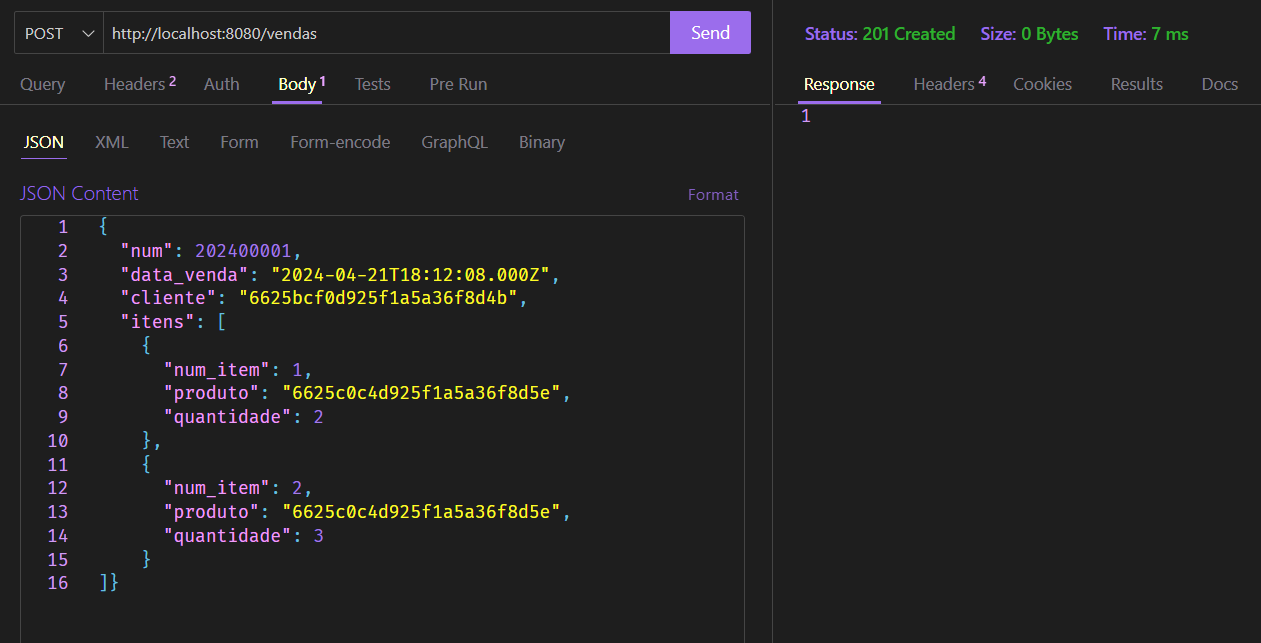 POST http://localhost:8080/vendas Send
Query Headers 2 Auth Body 1 Tests Pre Run
JSON XML Text Form Form-encode GraphQL Binary
JSON Content Format
1 {
2 "num": 202400001,
3 "data_venda": "2024-04-21T18:12:08.000Z",
4 "cliente": "6625bcf0d925f1a5a36f8d4b",
5 "itens": [
6 {
7 "num_item": 1,
8 "produto": "6625c0c4d925f1a5a36f8d5e",
9 "quantidade": 2
10 },
11 {
12 "num_item": 2,
13 "produto": "6625c0c4d925f1a5a36f8d5e",
14 "quantidade": 3
15 }
16 ]}
Status: 201 Created Size: 0 Bytes Time: 7 ms
Response Headers 4 Cookies Results Docs
1